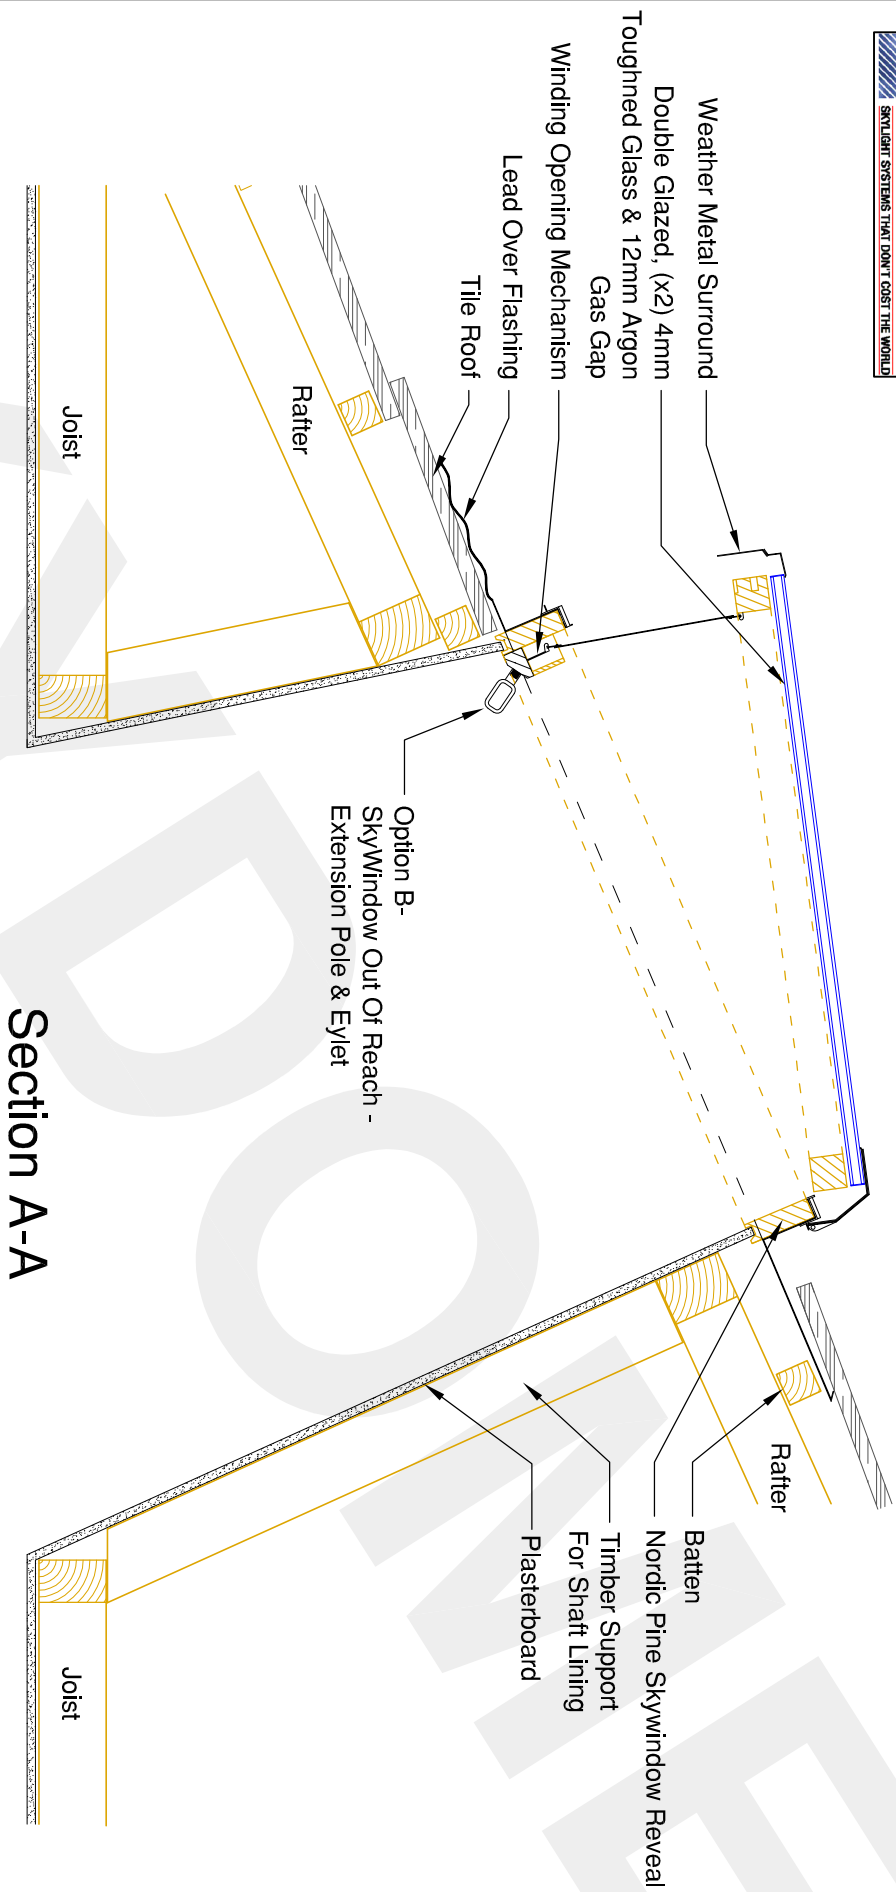 SKYLIGHT SYSTEMS THAT DON'T COST THE WORLD
Weather Metal Surround
Double Glazed, (x2) 4mm
Toughned Glass & 12mm Argon
Gas Gap
Winding Opening Mechanism
Lead Over Flashing
Tile Roof
Rafter
Joist
Option B-
SkyWindow Out Of Reach -
Extension Pole & Eylet
Rafter
Batten
Nordic Pine Skywindow Reveal
Timber Support
For Shaft Lining
Plasterboard
Joist
Section A-A